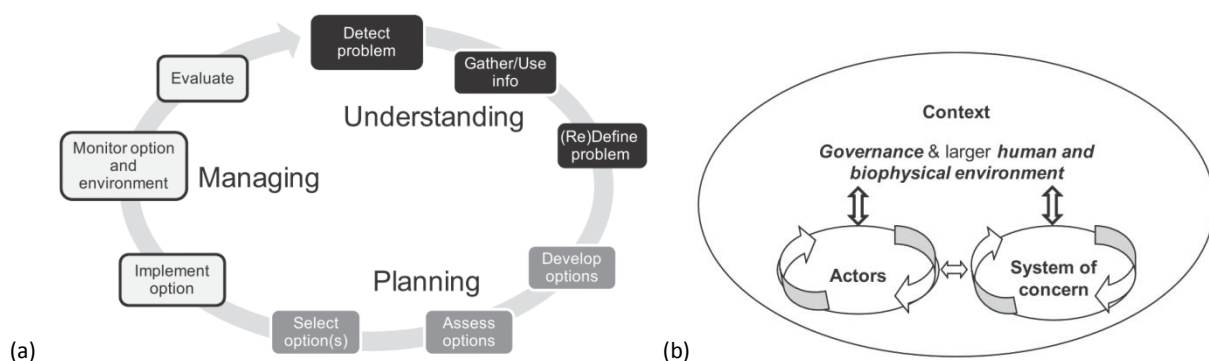 Detect
problem
Gather/Use
info
(Re)Define
problem
Understanding
Develop
options
Assess
options
Select
option(s)
Planning
Implement
option
Monitor option
and
environment
Evaluate
Managing
(a)
Context
Governance & larger human and
biophysical environment
Actors
System of
concern
(b)